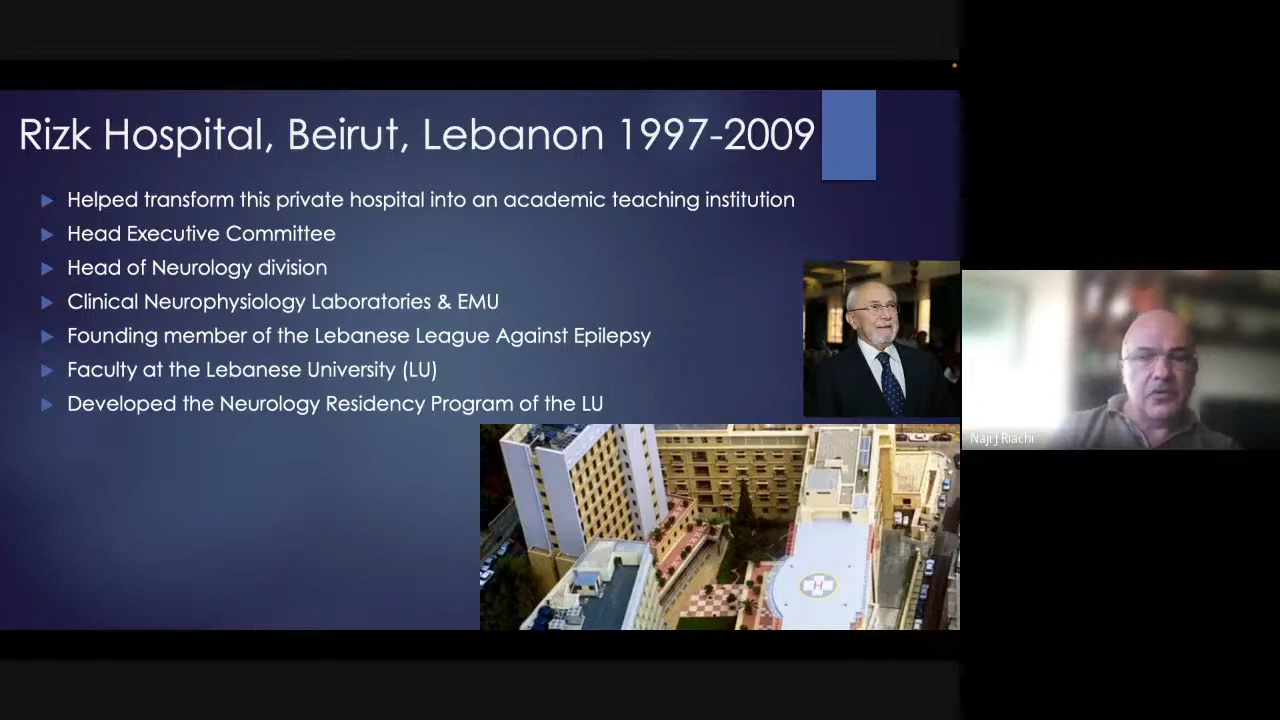 Rizk Hospital, Beirut, Lebanon 1997-2009
Helped transform this private hospital into an academic teaching institution
Head Executive Committee
Head of Neurology division
Clinical Neurophysiology Laboratories & EMU
Founding member of the Lebanese League Against Epilepsy
Faculty at the Lebanese University (LU)
Developed the Neurology Residency Program of the LU
H
Naji J Riachi